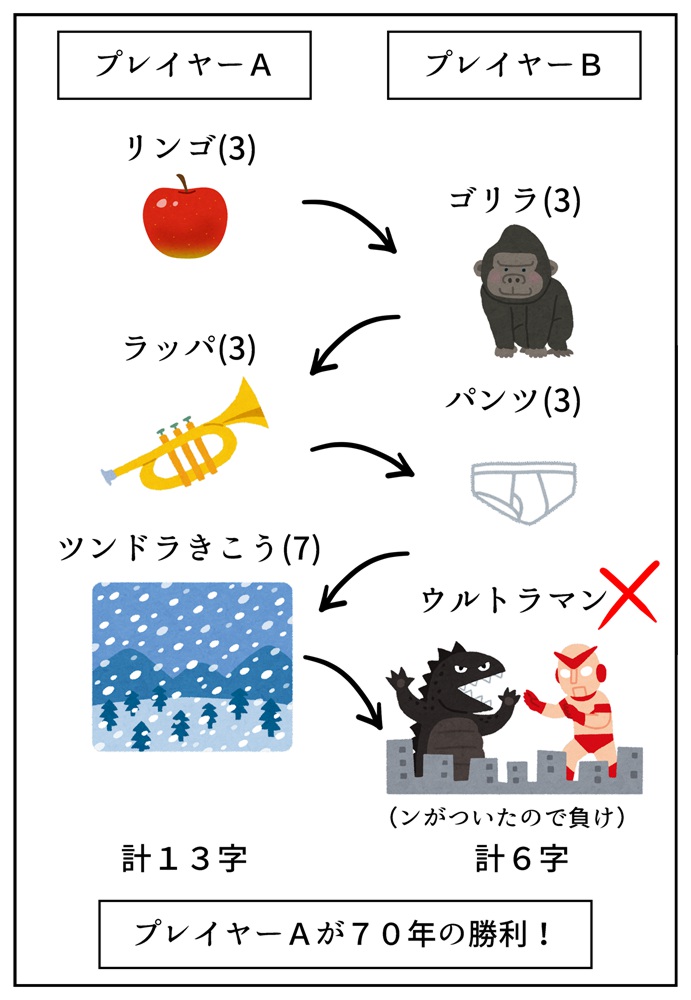 プレイヤーＡ
プレイヤーＢ
リンゴ(3)
ゴリラ(3)
ラッパ(3)
パンツ(3)
ツンドラきこう(7)
ウルトラマン
（ンがついたので負け）
計１３字
計６字
プレイヤーＡが７０年の勝利！